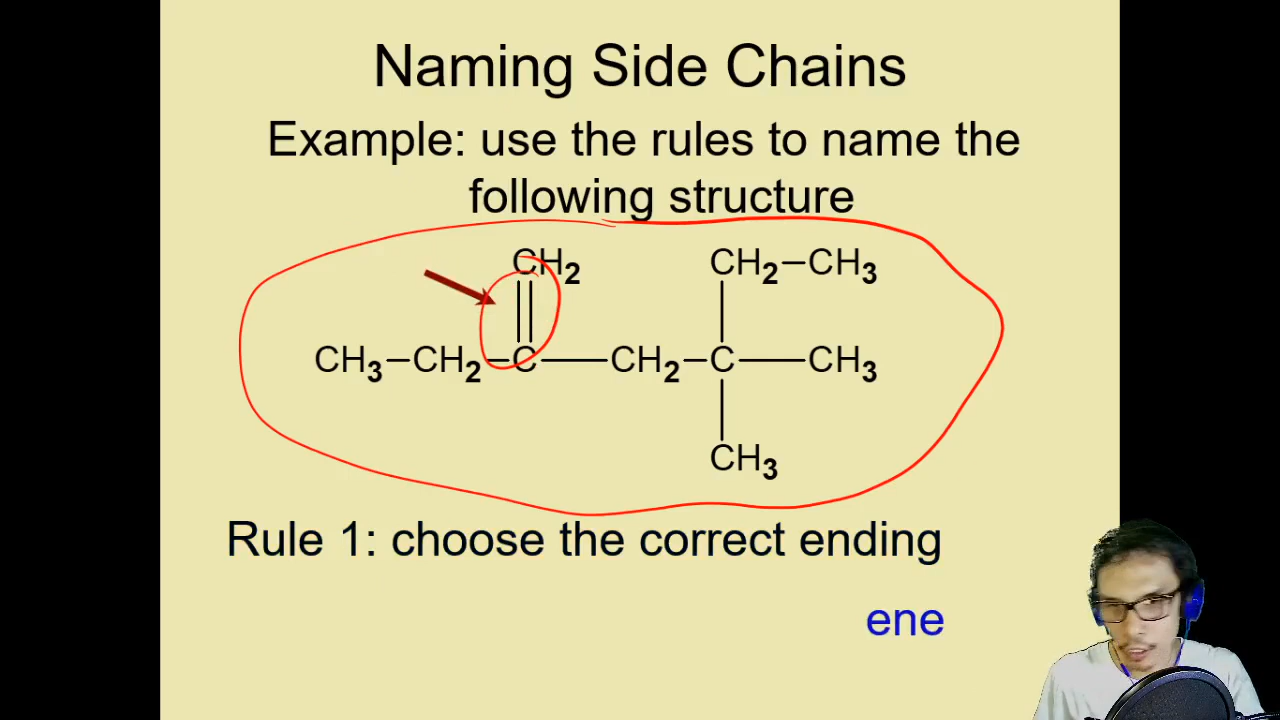 Naming Side Chains
Example: use the rules to name the
following structure
CH2 CH2–CH3
CH3–CH2–C—CH2–C—CH3
CH3
Rule 1: choose the correct ending
ene